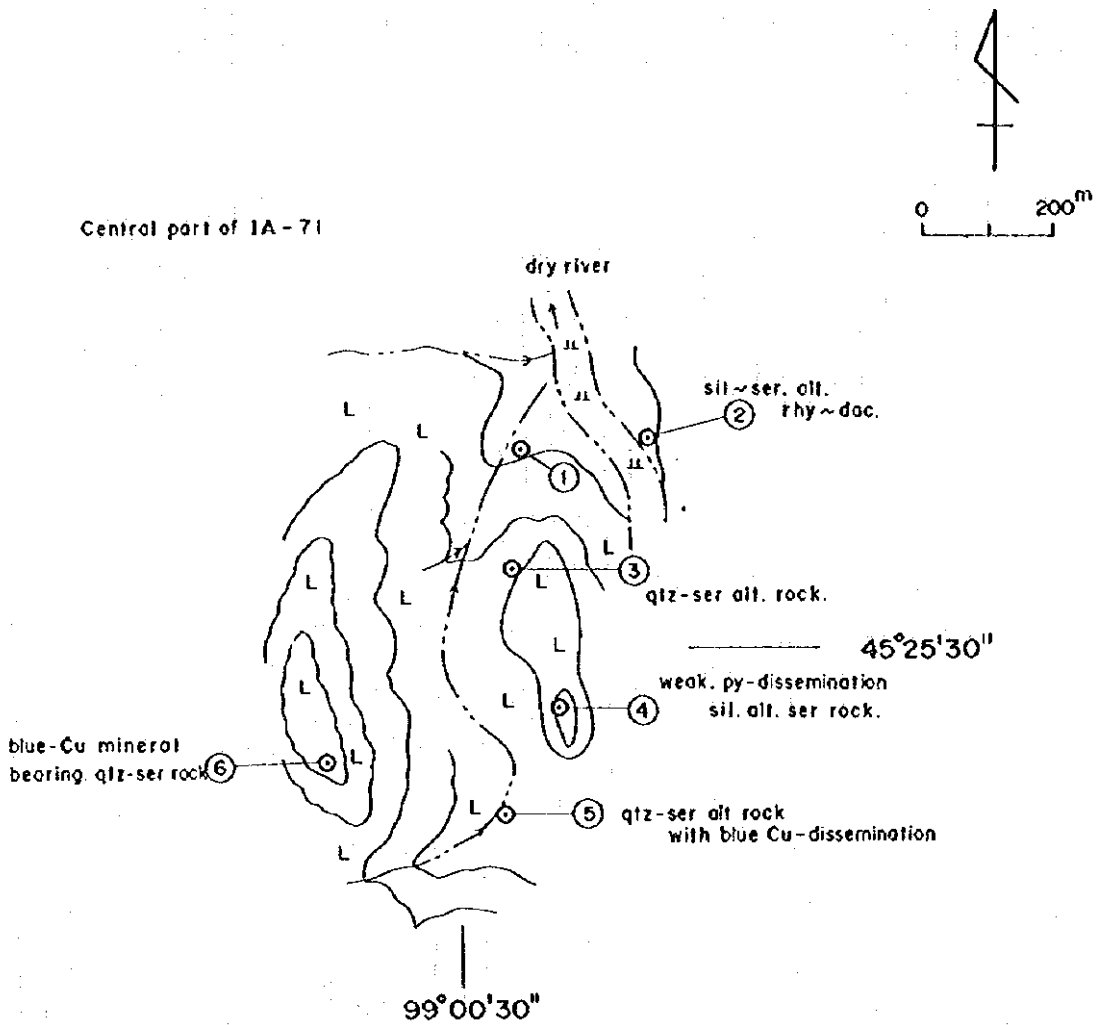 0 200m
Central part of IA-71
dry river
sil~ser. alt.
② rhy~dac.
①
③
qtz-ser alt. rock.
45°25'30"
weak. py-dissemination
④ sil. alt. ser rock.
blue-Cu mineral
bearing. qtz-ser rock ⑥
⑤ qtz-ser alt rock
with blue Cu-dissemination
99°00'30"
L
L
L
L
L
L
L
L
L
L
L
L